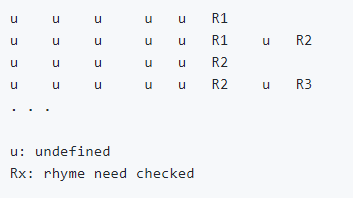 u u u u u R1
u u u u u R1 u R2
u u u u u R2
u u u u u R2 u R3
. . .
u: undefined
Rx: rhyme need checked